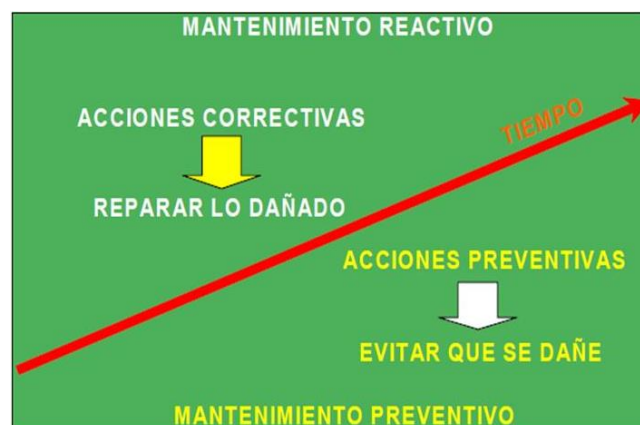 MANTENIMIENTO REACTIVO
ACCIONES CORRECTIVAS
TIEMPO
REPARAR LO DAÑADO
ACCIONES PREVENTIVAS
EVITAR QUE SE DAÑE
MANTENIMIENTO PREVENTIVO